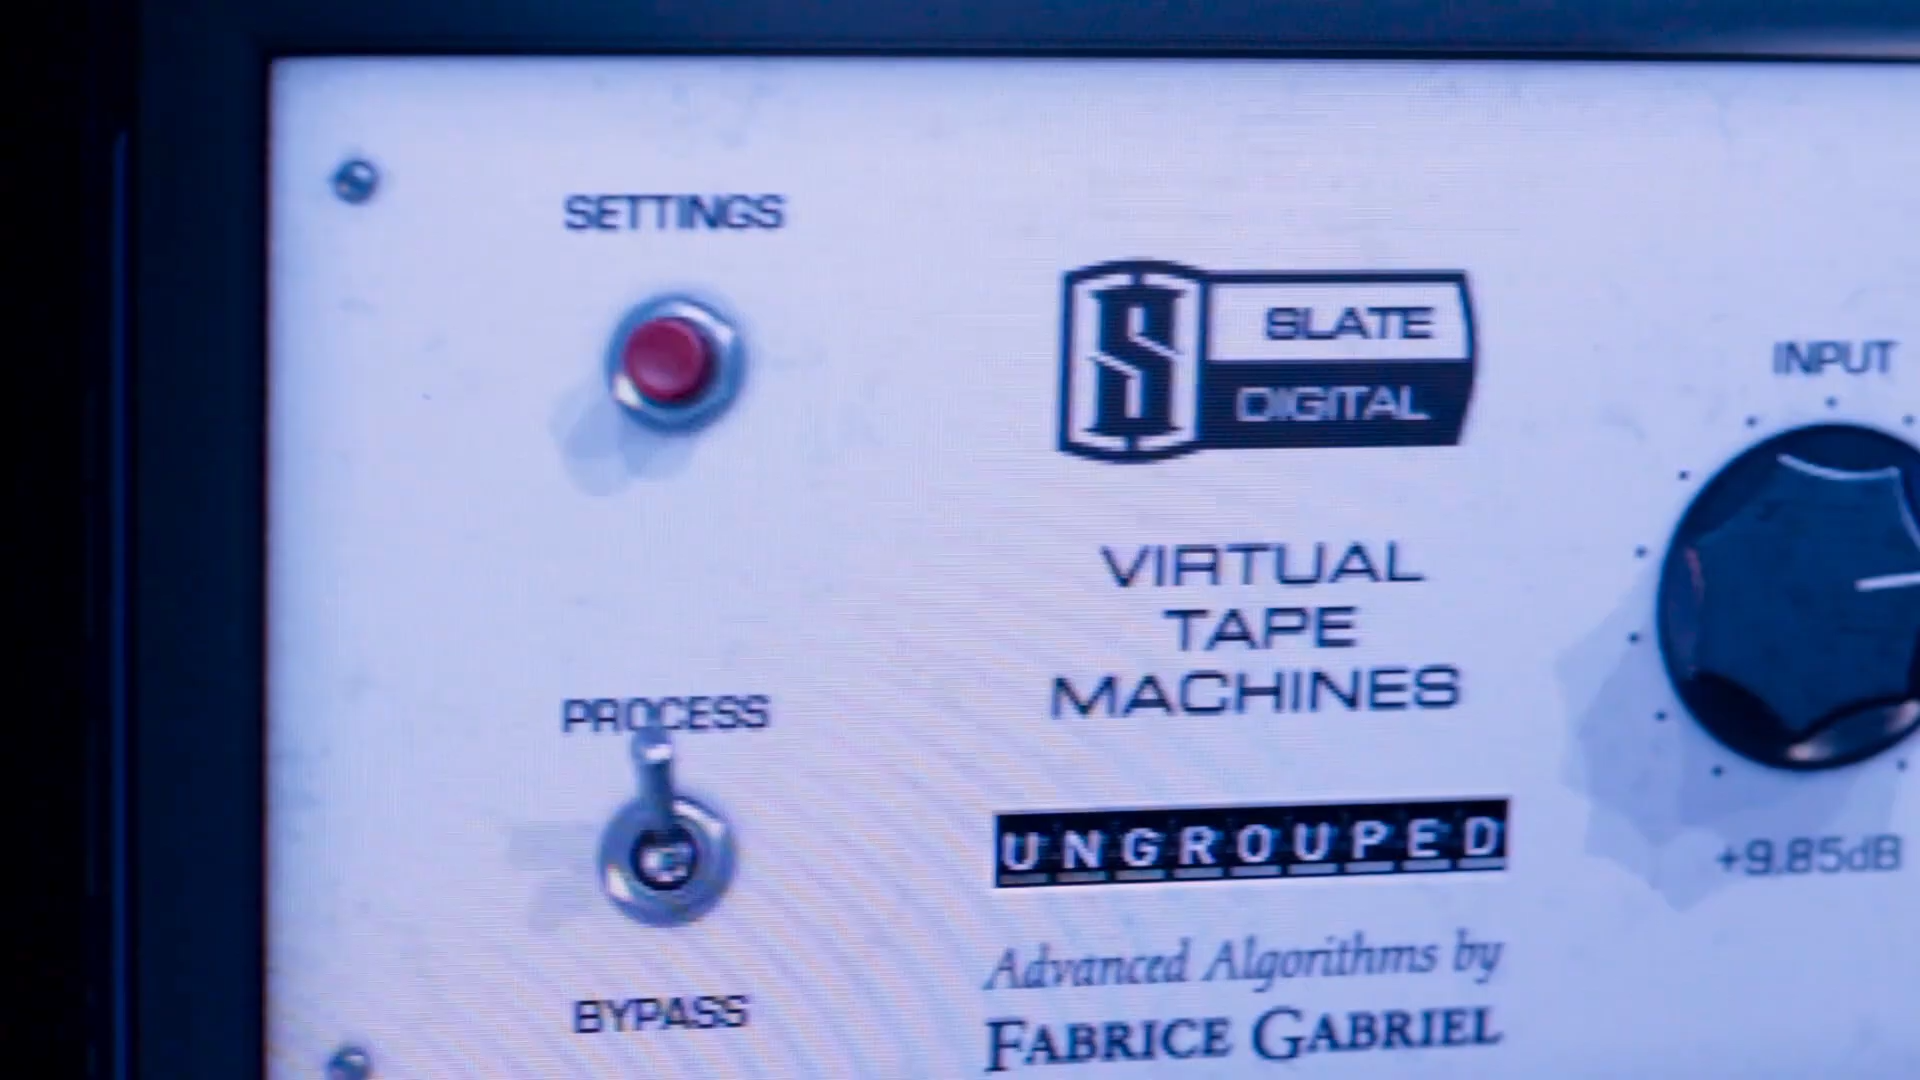 SETTINGS
SLATE
DIGITAL
INPUT
VIRTUAL
TAPE
MACHINES
PROCESS
UNGROUPED
+9.85dB
Advanced Algorithms by
BYPASS
FABRICE GABRIEL